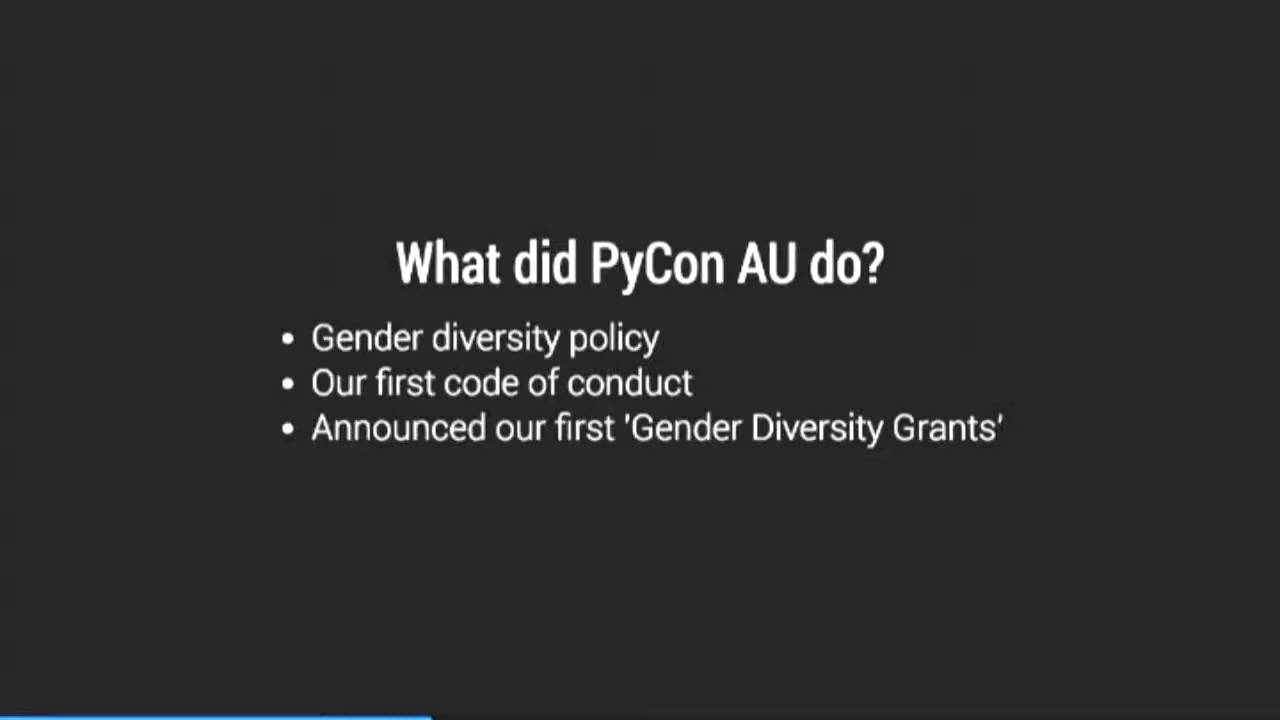 What did PyCon AU do?
• Gender diversity policy
• Our first code of conduct
• Announced our first 'Gender Diversity Grants'